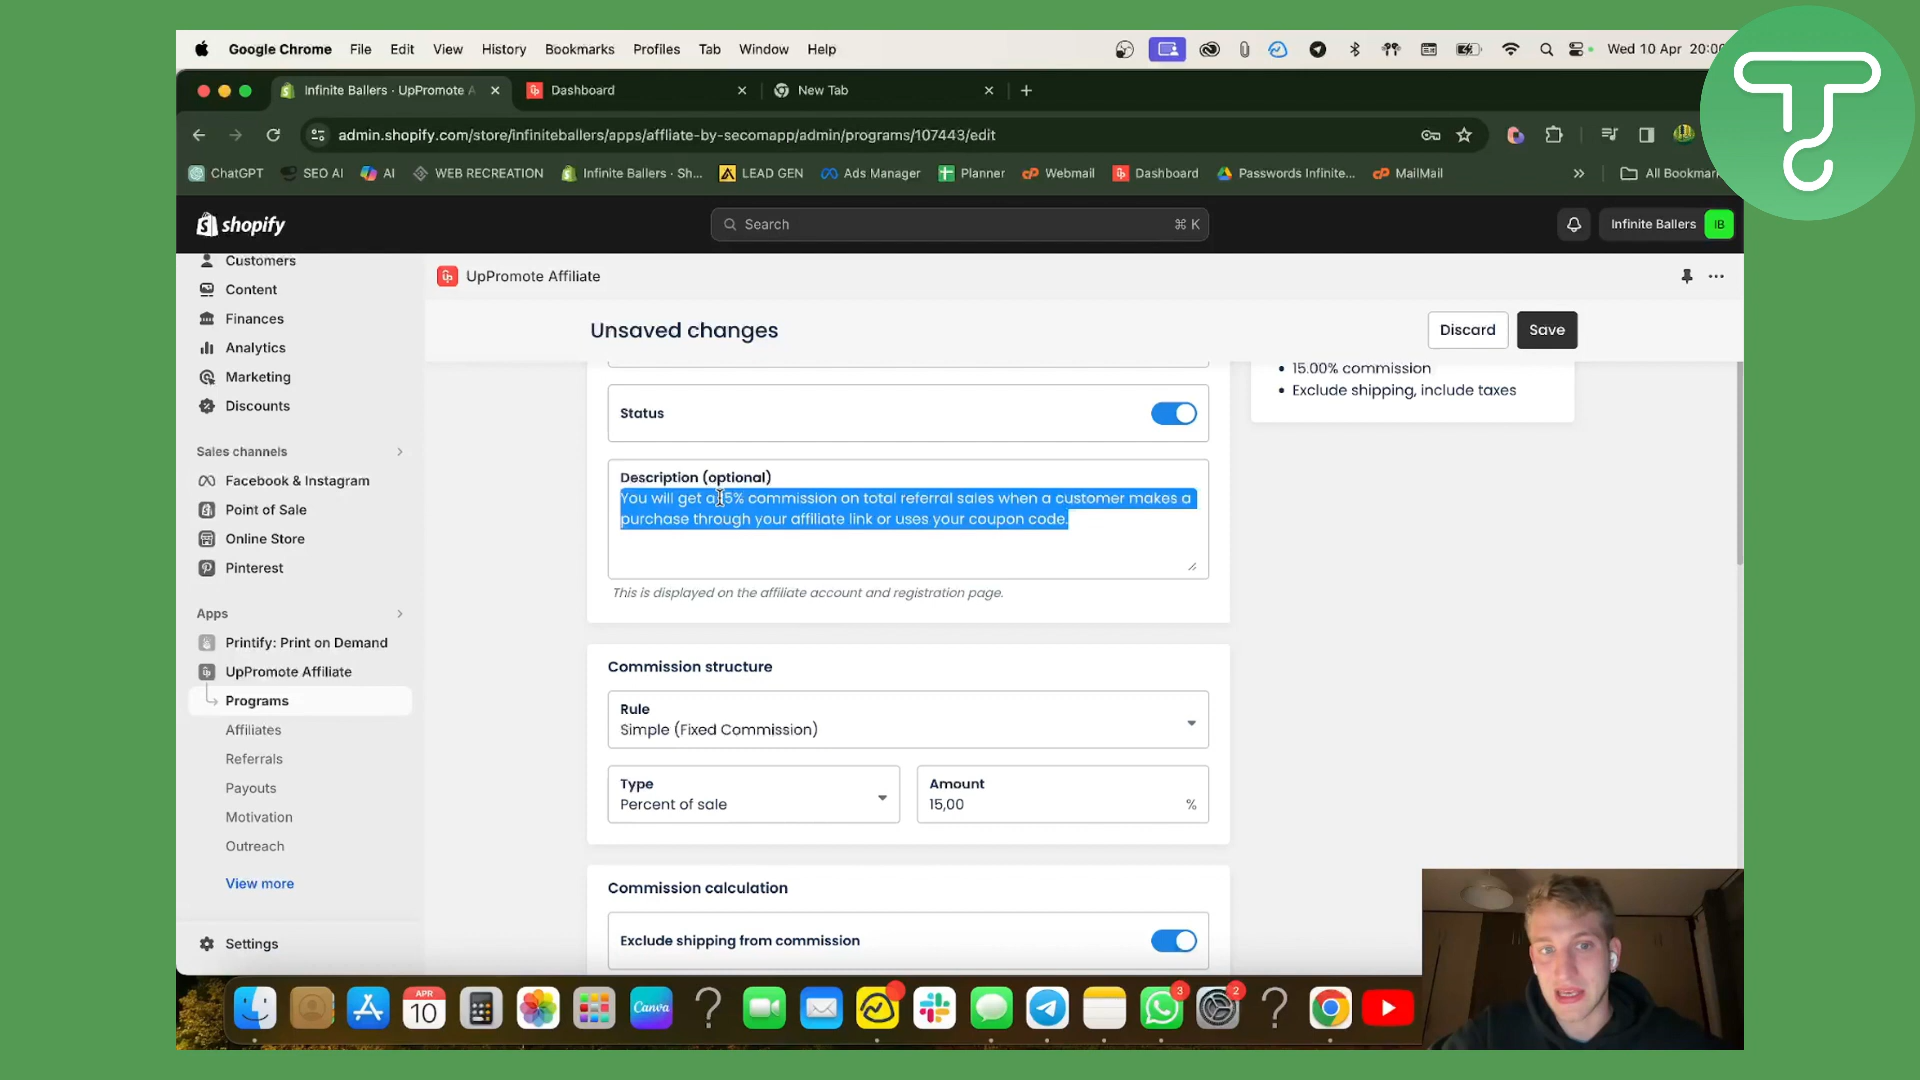 Google Chrome File Edit View History Bookmarks Profiles Tab Window Help Wed 10 Apr
Infinite Ballers · UpPromote A
Dashboard
New Tab
admin.shopify.com/store/infiniteballers/apps/affliate-by-secomapp/admin/programs/107443/edit
ChatGPT SEO AI AI WEB RECREATION Infinite Ballers · Sh... LEAD GEN Ads Manager Planner Webmail Dashboard Passwords Infinite... MailMail » All Bookmar
shopify
Search ⌘ K
Infinite Ballers IB
Customers
Content
Finances
Analytics
Marketing
Discounts
Sales channels
Facebook & Instagram
Point of Sale
Online Store
Pinterest
Apps
Printify: Print on Demand
UpPromote Affiliate
Programs
Affiliates
Referrals
Payouts
Motivation
Outreach
View more
Settings
UpPromote Affiliate
Unsaved changes
Discard
Save
• 15.00% commission
• Exclude shipping, include taxes
Status
Description (optional)
You will get a 15% commission on total referral sales when a customer makes a
purchase through your affiliate link or uses your coupon code.
This is displayed on the affiliate account and registration page.
Commission structure
Rule
Simple (Fixed Commission)
Type
Percent of sale
Amount
15,00 %
Commission calculation
Exclude shipping from commission
APR
10
Canva
3
2